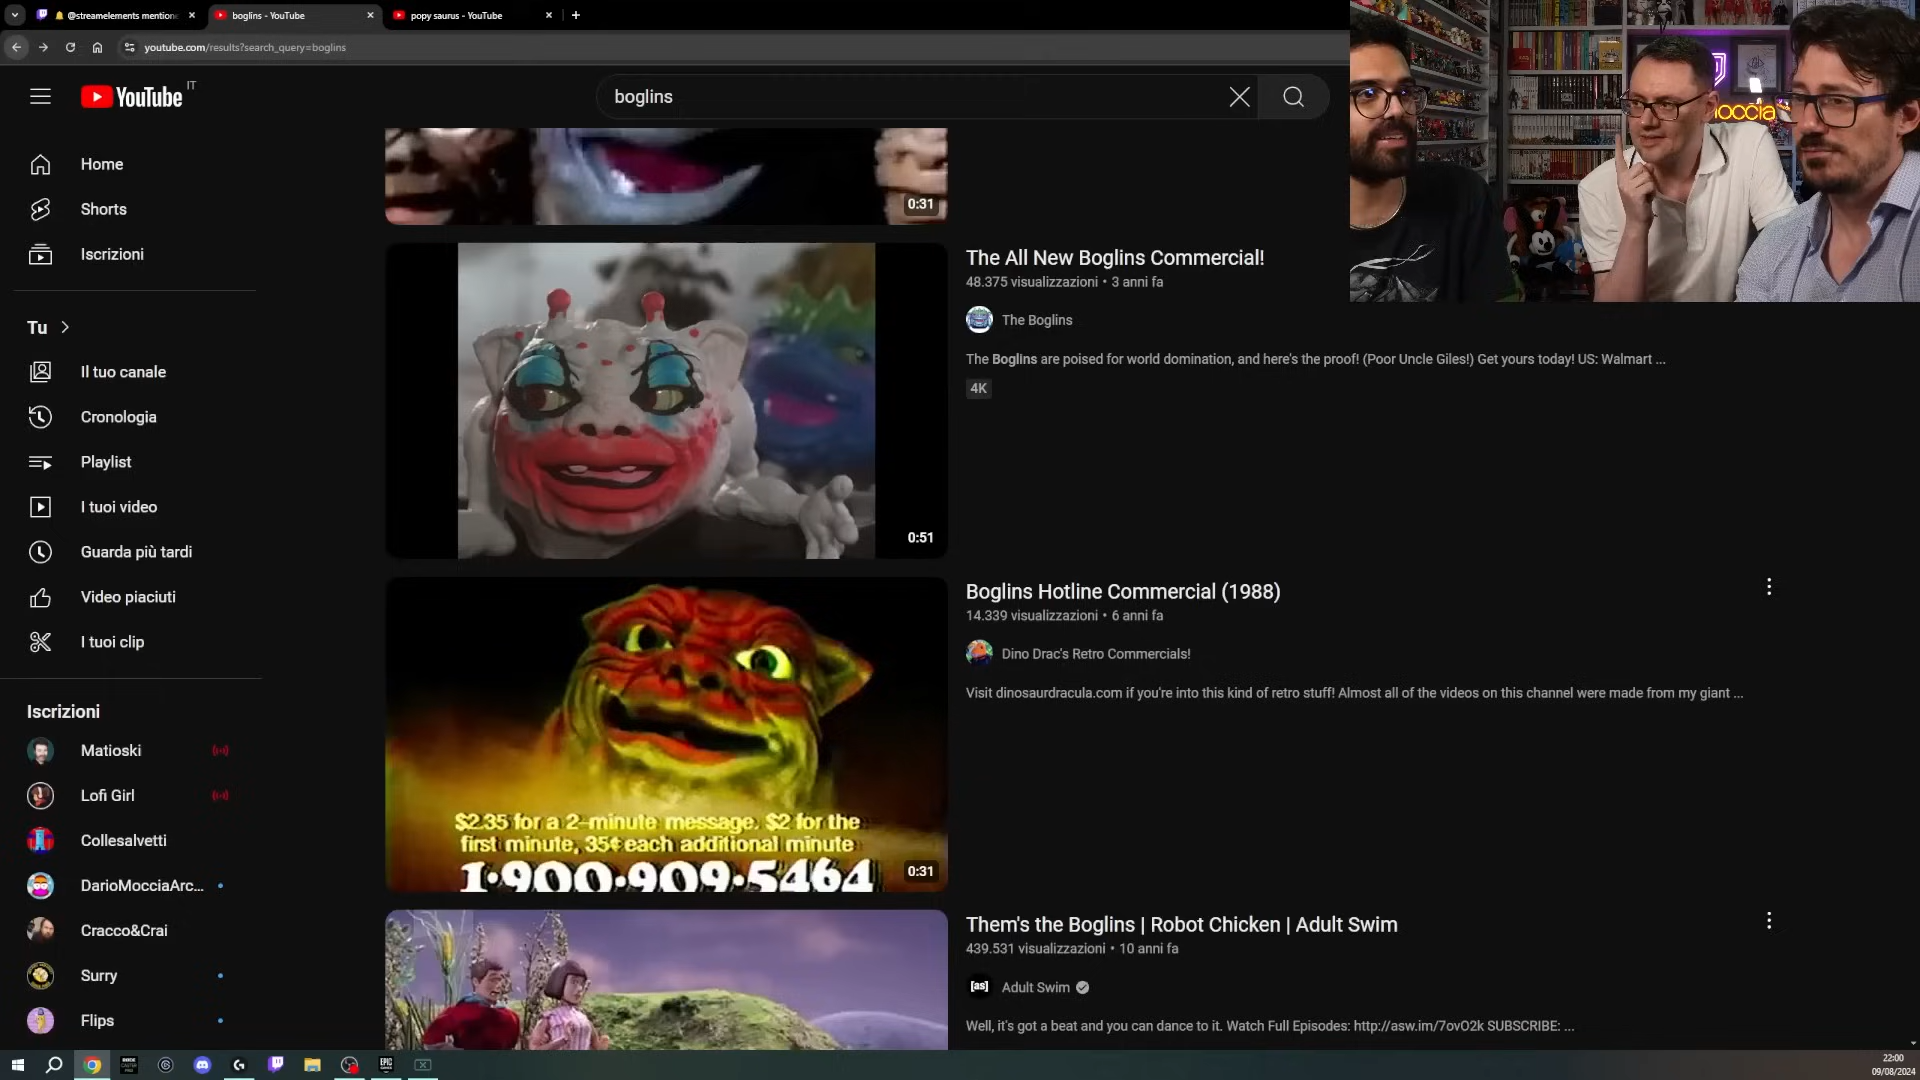 @streamelements mention
boglins - YouTube
popy saurus - YouTube
youtube.com/results?search_query=boglins
YouTube
IT
boglins
Home
Shorts
Iscrizioni
Tu
Il tuo canale
Cronologia
Playlist
I tuoi video
Guarda più tardi
Video piaciuti
I tuoi clip
Iscrizioni
Matioski
Lofi Girl
Collesalvetti
DarioMocciaArc...
Cracco&Crai
Surry
Flips
0:31
0:51
The All New Boglins Commercial!
48.375 visualizzazioni • 3 anni fa
The Boglins
The Boglins are poised for world domination, and here's the proof! (Poor Uncle Giles!) Get yours today! US: Walmart ...
4K
$2.35 for a 2-minute message. $2 for the
first minute, 35¢ each additional minute
1•900•909•5464
0:31
Boglins Hotline Commercial (1988)
14.339 visualizzazioni • 6 anni fa
Dino Drac's Retro Commercials!
Visit dinosaurdracula.com if you're into this kind of retro stuff! Almost all of the videos on this channel were made from my giant ...
Them's the Boglins | Robot Chicken | Adult Swim
439.531 visualizzazioni • 10 anni fa
[as]
Adult Swim
Well, it's got a beat and you can dance to it. Watch Full Episodes: http://asw.im/7ovO2k SUBSCRIBE: ...
occia
EPIC
22:00
09/08/2024